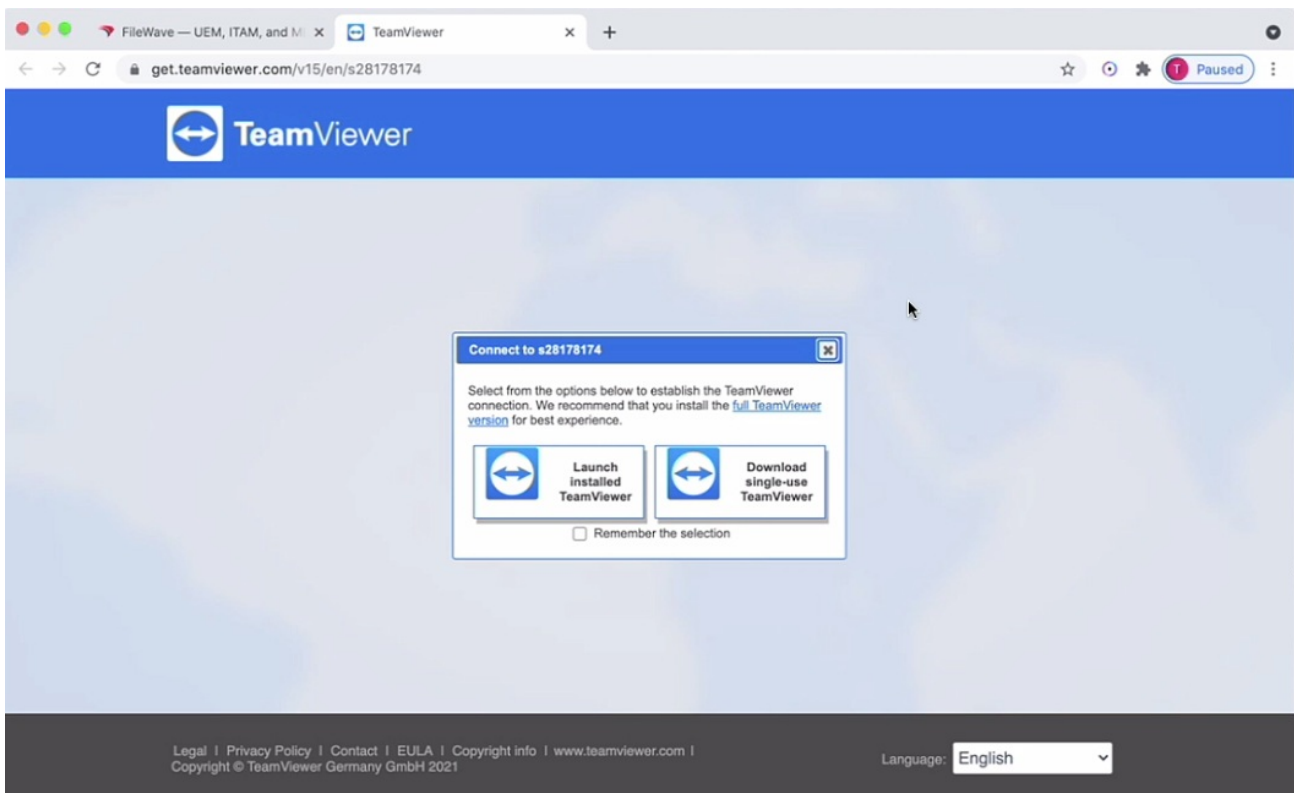 FileWave — UEM, ITAM, and M
TeamViewer
get.teamviewer.com/v15/en/s28178174
T Paused
TeamViewer
Connect to s28178174
Select from the options below to establish the TeamViewer
connection. We recommend that you install the full TeamViewer
version for best experience.
Launch
installed
TeamViewer
Download
single-use
TeamViewer
Remember the selection
Legal | Privacy Policy | Contact | EULA | Copyright info | www.teamviewer.com |
Copyright © TeamViewer Germany GmbH 2021
Language: English